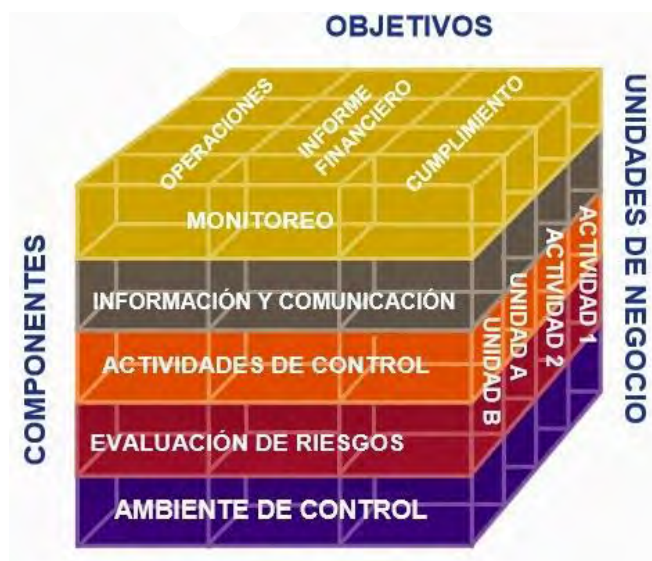 OBJETIVOS
OPERACIONES
INFORME
FINANCIERO
CUMPLIMIENTO
MONITOREO
INFORMACIÓN Y COMUNICACIÓN
ACTIVIDADES DE CONTROL
EVALUACIÓN DE RIESGOS
AMBIENTE DE CONTROL
UNIDAD B
UNIDAD A
ACTIVIDAD 2
ACTIVIDAD 1
COMPONENTES
UNIDADES DE NEGOCIO